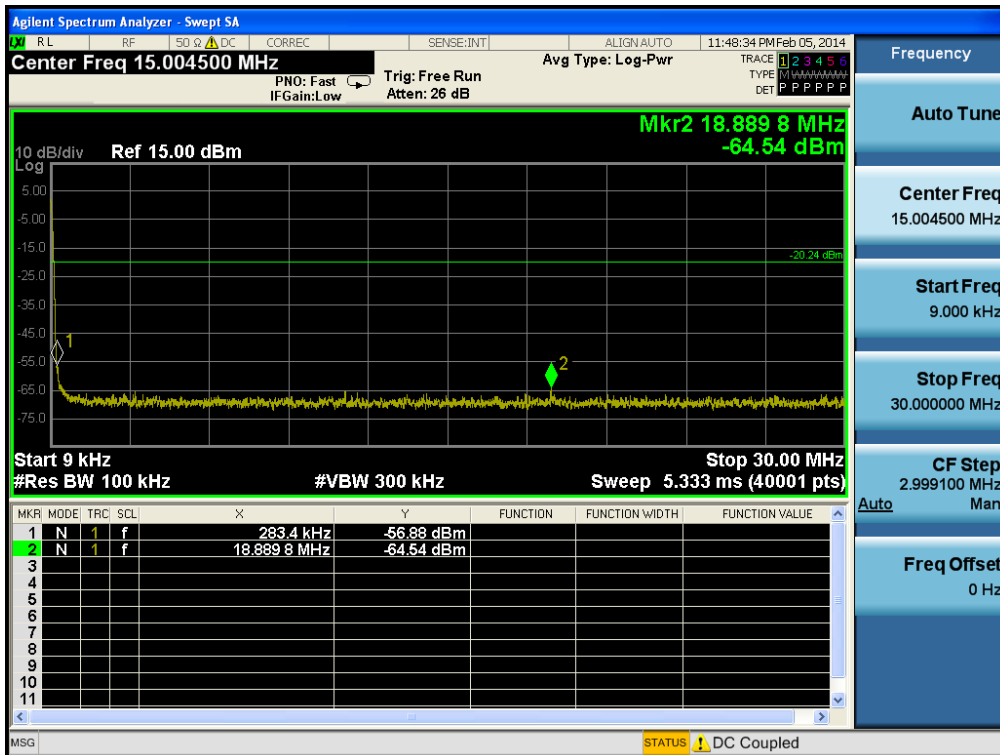 Agilent Spectrum Analyzer - Swept SA
LXI RL RF 50 Ω DC CORREC SENSE:INT ALIGN AUTO 11:48:34 PM Feb 05, 2014
Center Freq 15.004500 MHz
PNO: Fast
IFGain:Low
Trig: Free Run
Atten: 26 dB
Avg Type: Log-Pwr
TRACE 1 2 3 4 5 6
TYPE M
DET P P P P P P
Mkr2 18.889 8 MHz
-64.54 dBm
10 dB/div Ref 15.00 dBm
Log
5.00
-5.00
-15.0
-20.24 dBm
-25.0
-35.0
-45.0
1
-55.0
2
-65.0
-75.0
Start 9 kHz Stop 30.00 MHz
#Res BW 100 kHz #VBW 300 kHz Sweep 5.333 ms (40001 pts)
MKR MODE TRC SCL X Y FUNCTION FUNCTION WIDTH FUNCTION VALUE
1 N 1 f 283.4 kHz -56.88 dBm
2 N 1 f 18.889 8 MHz -64.54 dBm
3
4
5
6
7
8
9
10
11
MSG STATUS DC Coupled
Frequency
Auto Tune
Center Freq
15.004500 MHz
Start Freq
9.000 kHz
Stop Freq
30.000000 MHz
CF Step
2.999100 MHz
Auto Man
Freq Offset
0 Hz